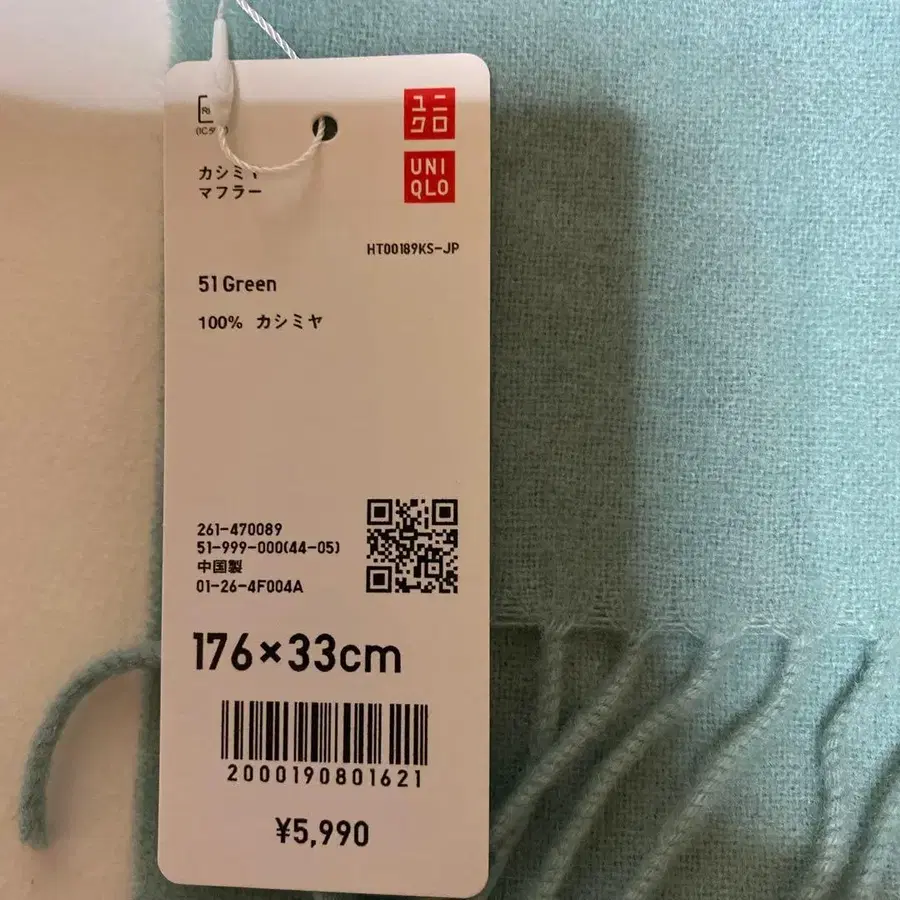 ユニ
クロ
UNI
QLO
カシミヤ
マフラー
HT00189KS-JP
51 Green
100% カシミヤ
261-470089
51-999-000(44-05)
中国製
01-26-4F004A
176×33cm
2000190801621
¥5,990